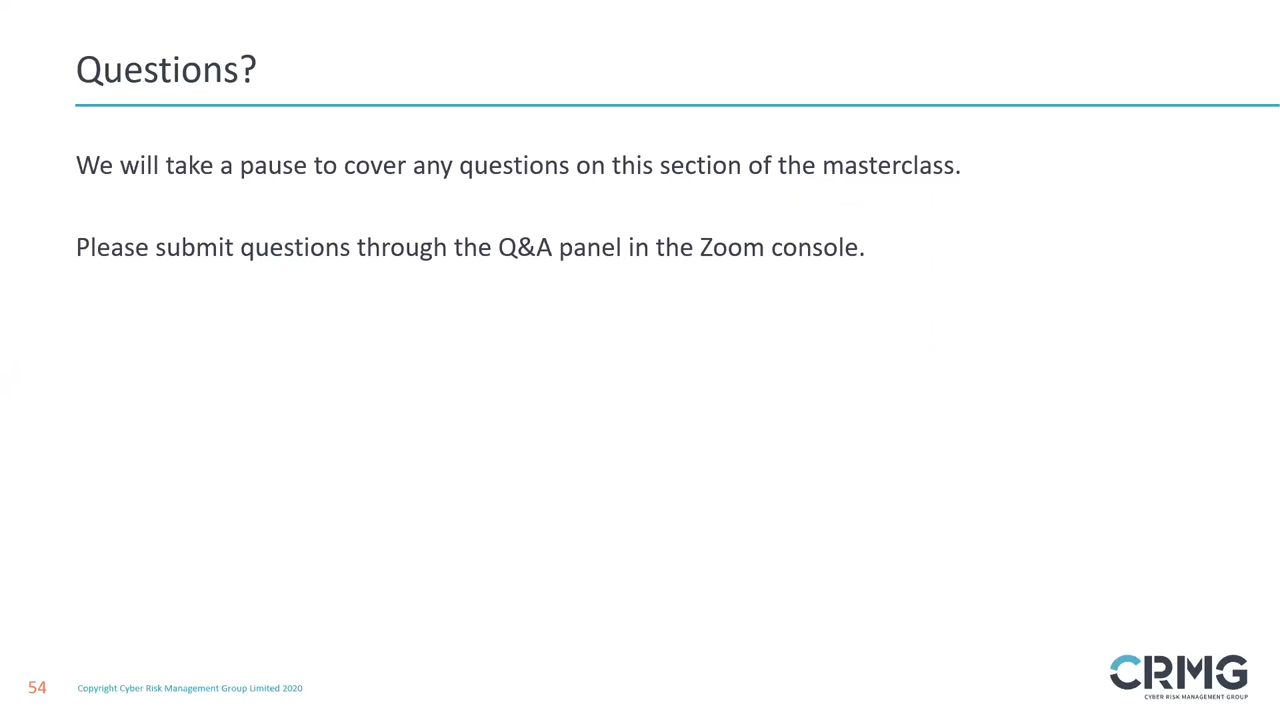 Questions?
We will take a pause to cover any questions on this section of the masterclass.
Please submit questions through the Q&A panel in the Zoom console.
54
Copyright Cyber Risk Management Group Limited 2020
CRMG
CYBER RISK MANAGEMENT GROUP